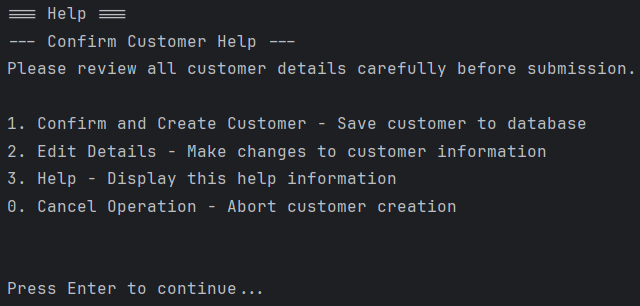 === Help ===
--- Confirm Customer Help ---
Please review all customer details carefully before submission.
1. Confirm and Create Customer - Save customer to database
2. Edit Details - Make changes to customer information
3. Help - Display this help information
0. Cancel Operation - Abort customer creation
Press Enter to continue...